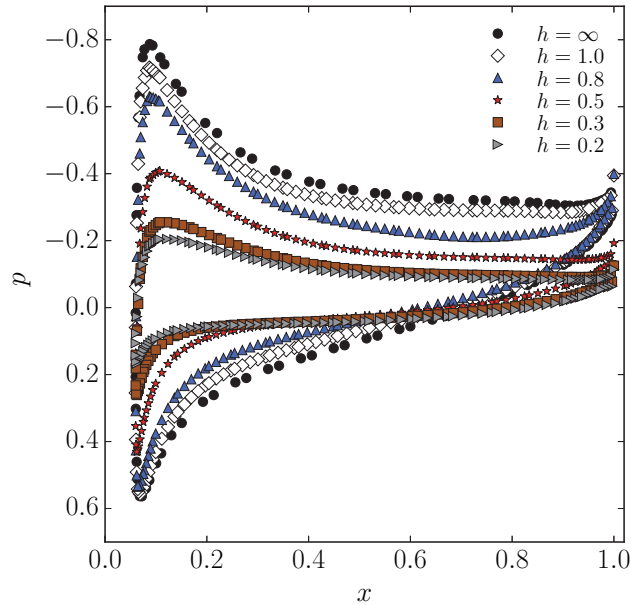 −0.8
−0.6
−0.4
−0.2
0.0
0.2
0.4
0.6
p
0.0
0.2
0.4
0.6
0.8
1.0
x
h = ∞
h = 1.0
h = 0.8
h = 0.5
h = 0.3
h = 0.2